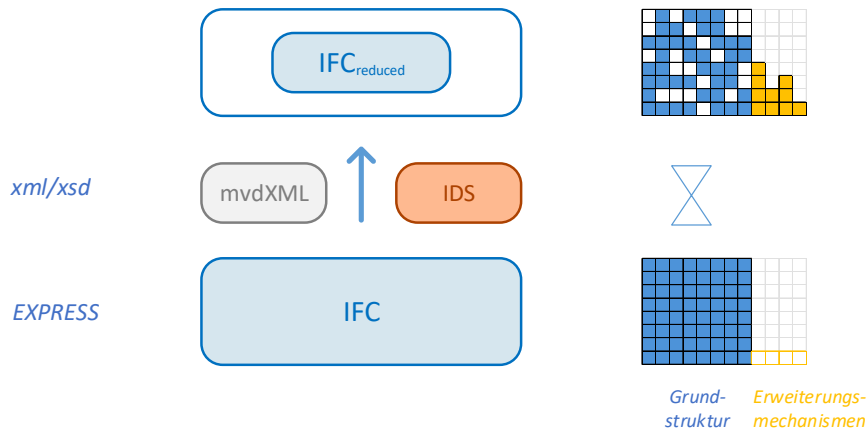 IFCreduced
xml/xsd
mvdXML
IDS
EXPRESS
IFC
Grund-
struktur
Erweiterungs-
mechanismen